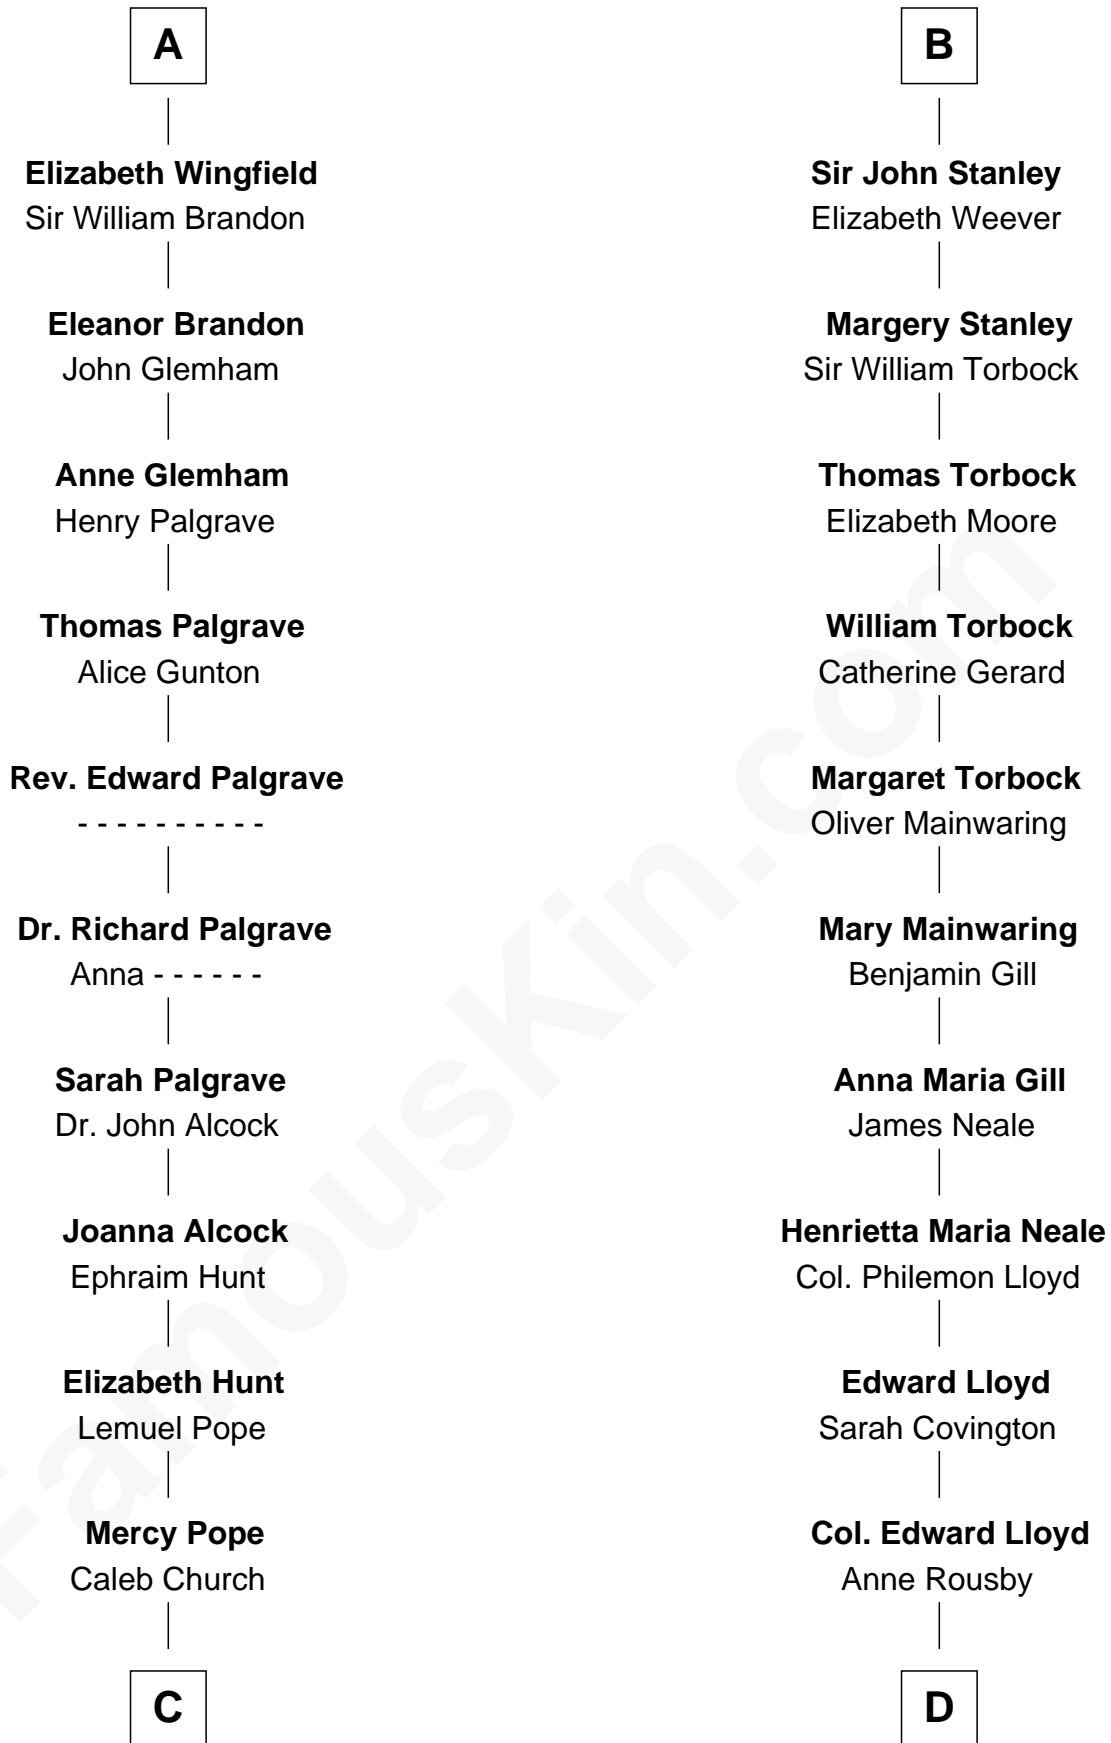 A
Elizabeth Wingfield
Sir William Brandon
Eleanor Brandon
John Glemham
Anne Glemham
Henry Palgrave
Thomas Palgrave
Alice Gunton
Rev. Edward Palgrave
- - - - - - - - - -
Dr. Richard Palgrave
Anna - - - - - -
Sarah Palgrave
Dr. John Alcock
Joanna Alcock
Ephraim Hunt
Elizabeth Hunt
Lemuel Pope
Mercy Pope
Caleb Church
C
B
Sir John Stanley
Elizabeth Weever
Margery Stanley
Sir William Torbock
Thomas Torbock
Elizabeth Moore
William Torbock
Catherine Gerard
Margaret Torbock
Oliver Mainwaring
Mary Mainwaring
Benjamin Gill
Anna Maria Gill
James Neale
Henrietta Maria Neale
Col. Philemon Lloyd
Edward Lloyd
Sarah Covington
Col. Edward Lloyd
Anne Rousby
D
FamousKin.com